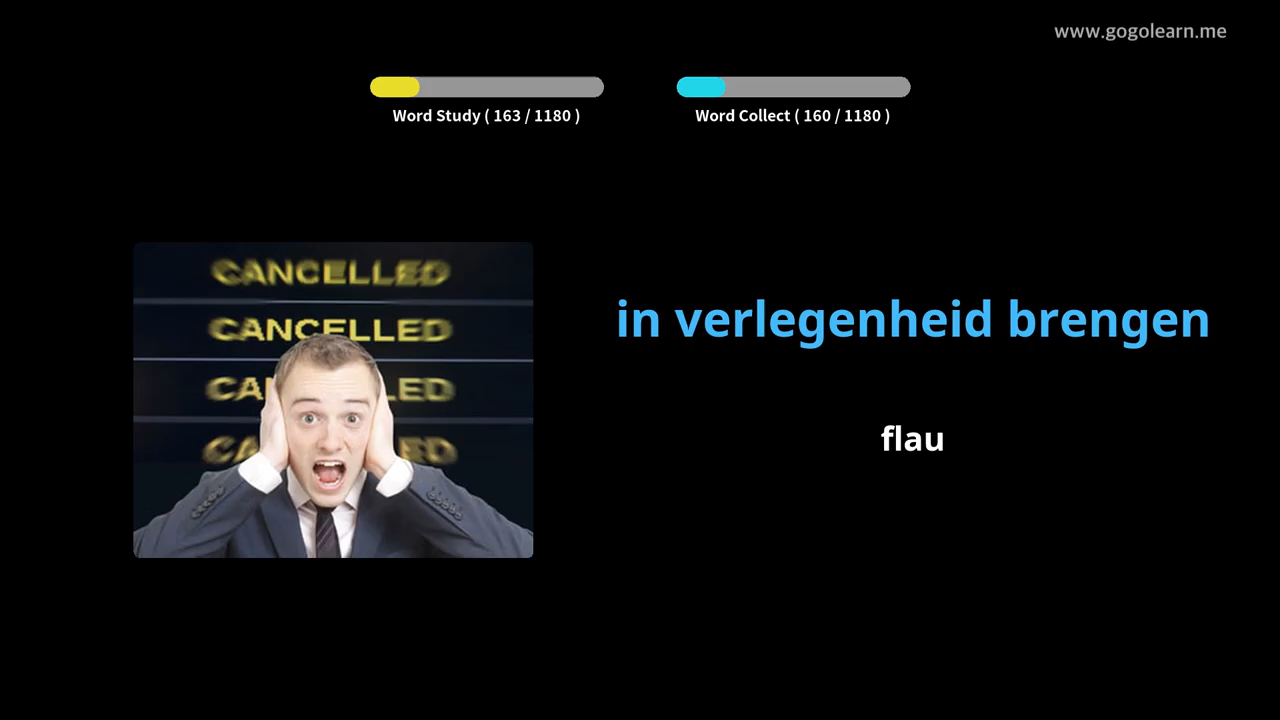 www.gogolearn.me
Word Study ( 163 / 1180 )
Word Collect ( 160 / 1180 )
CANCELLED
CANCELLED
in verlegenheid brengen
flau